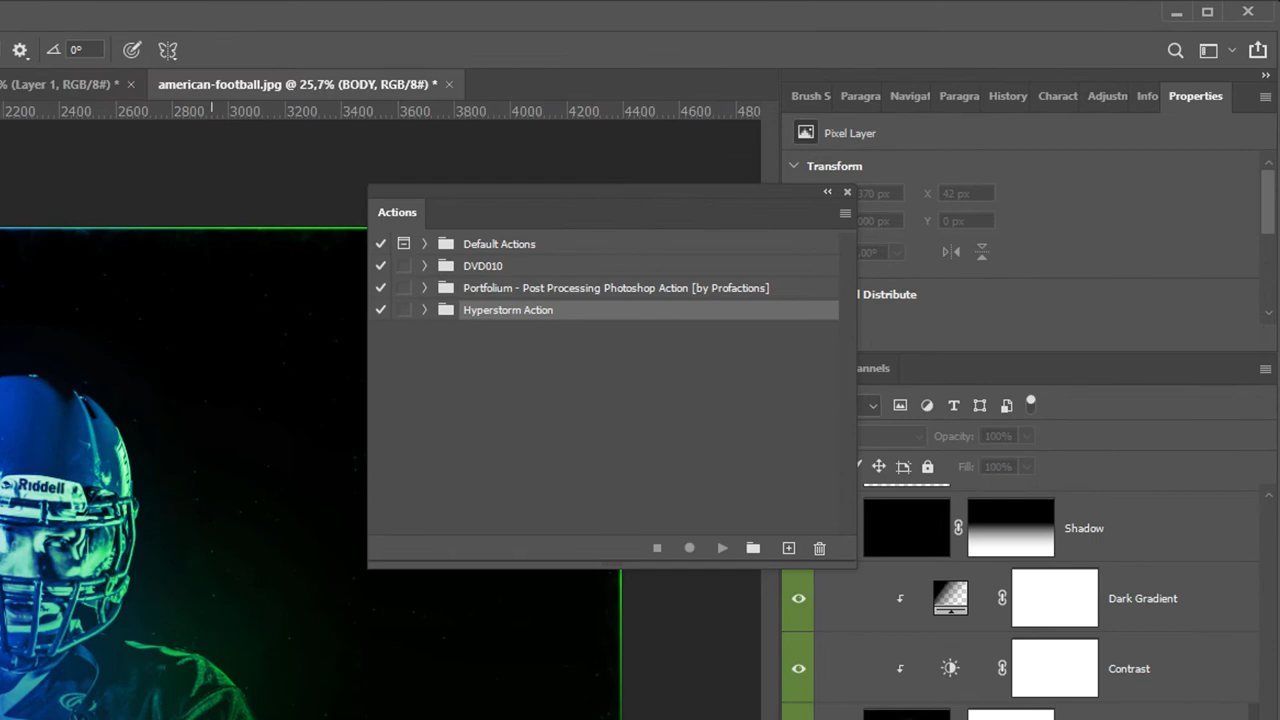 0°
% (Layer 1, RGB/8#) *
american-football.jpg @ 25,7% (BODY, RGB/8#) *
2200 2400 2600 2800 3000 3200 3400 3600 3800 4000 4200 4400 4600 480
Brush S Paragra Navigat Paragra History Charact Adjustn Info Properties
Pixel Layer
Transform
370 px X 42 px
000 px Y 0 px
.00°
d Distribute
Actions
Default Actions
DVD010
Portfolium - Post Processing Photoshop Action [by Profactions]
Hyperstorm Action
annels
Opacity: 100%
Fill: 100%
Shadow
Dark Gradient
Contrast
Riddell